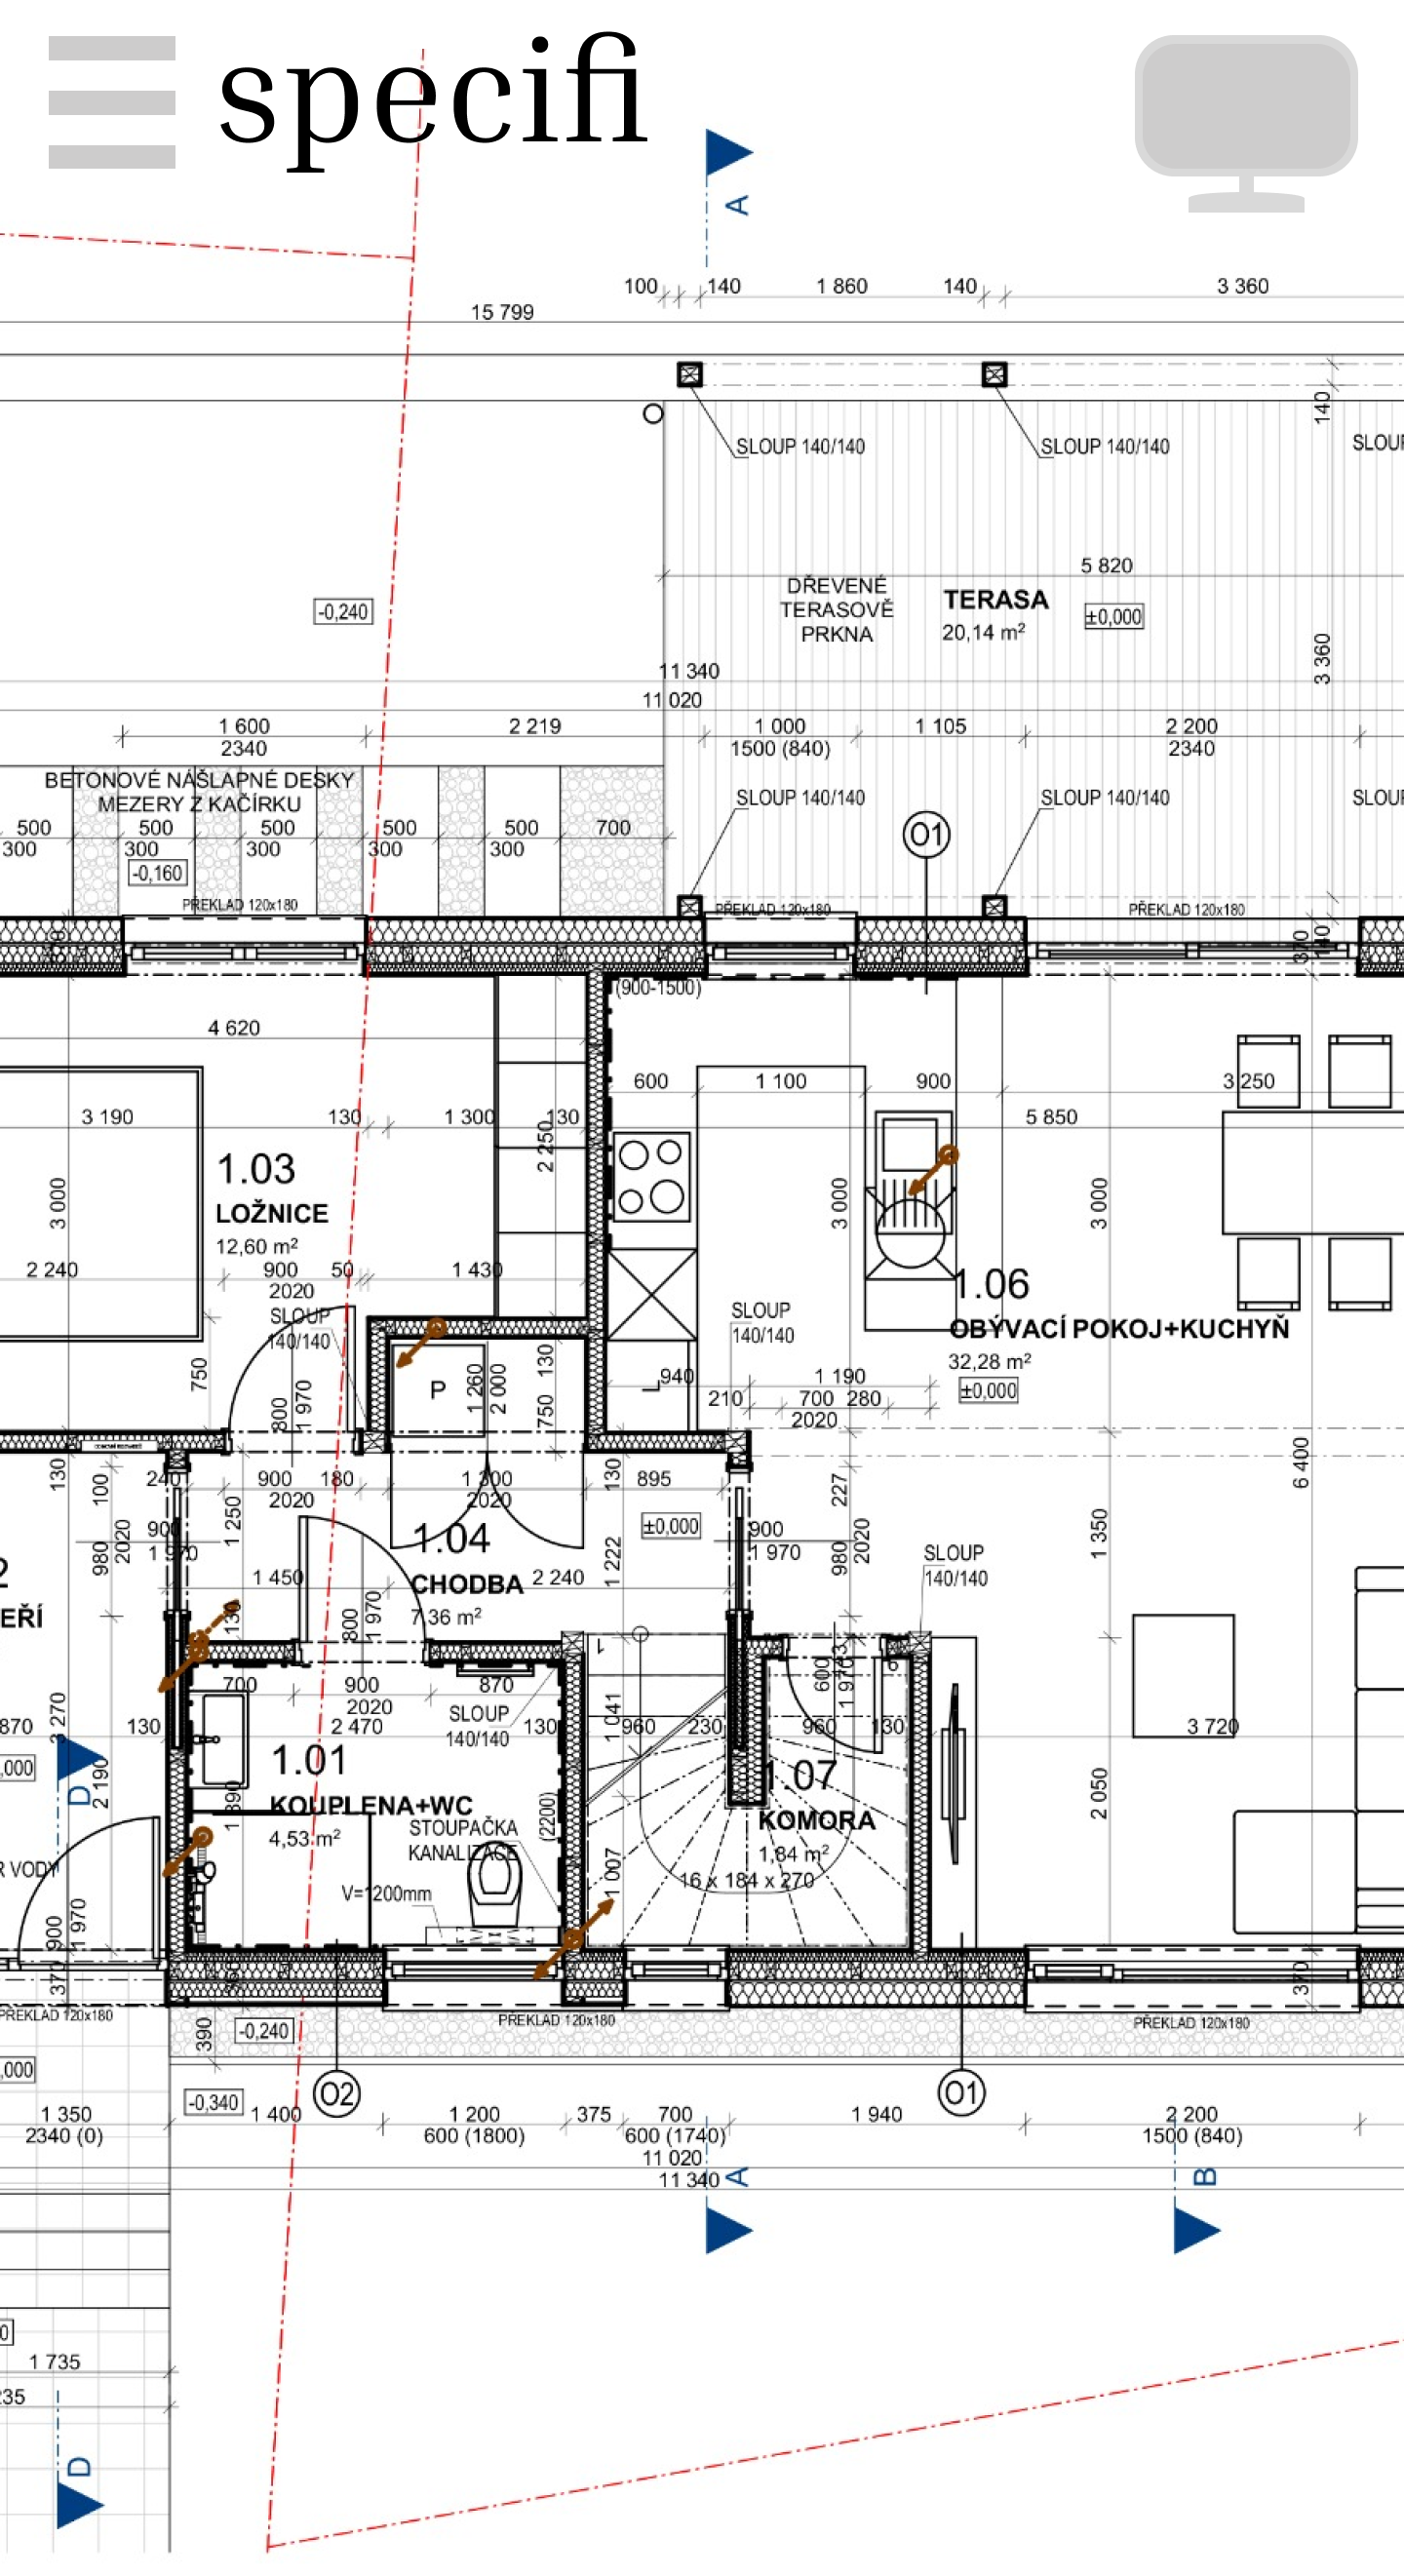 specifi
A
100 140 1 860 140 3 360
15 799
140
SLOUP 140/140 SLOUP 140/140
5 820
DŘEVENÉ
TERASOVĚ
PRKNA
TERASA
20,14 m²
±0,000
-0,240
3 360
11 340
11 020
1 600 2 219 1 000 1 105 2 200
2340 1500 (840) 2340
BETONOVÉ NÁŠLAPNÉ DESKY
MEZERY Z KAČÍRKU
SLOUP 140/140 SLOUP 140/140
500 500 500 500 500 700
300 300 300 300 300
-0,160
O1
PŘEKLAD 120x180 PŘEKLAD 120x180 PŘEKLAD 120x180
370 140
(900-1500)
4 620
600 1 100 900 3 250
3 190 130 1 300 130 5 850
2 250
1.03
LOŽNICE
12,60 m²
3 000 3 000 3 000
2 240 900 50 1 430
2020
1.06
OBÝVACÍ POKOJ+KUCHYŇ
32,28 m²
±0,000
SLOUP
140/140
SLOUP
140/140
750 800 1 970
P
1 260 2 000 130 750
L
940 1 190
210 700 280
2020
6 400
130 100 240 900 180 1 300 130 895 227
2020 2020
1 250
±0,000
900
1 970
900
1 970
980 2020 980 2020
1.04
CHODBA
7,36 m²
1 222
1 350
SLOUP
140/140
1 450 2 240
130 800 1 970
EŘÍ
1
700 900 870
2020
600 1 970
SLOUP
140/140
870 3 270 130 2 470 130 1 041 960 230 960 130 3 720
D
2 190
1.01
KOUPLENA+WC
4,53 m²
1 390
1.07
KOMORA
1,84 m²
2 050
STOUPAČKA
KANALIZACE
(2200)
V=1200mm
1 007
16 x 184 x 270
R VODY
900 1 970
370 370
PŘEKLAD 120x180 PŘEKLAD 120x180 PŘEKLAD 120x180
390
-0,240
-0,340
O2 O1
1 350 1 400 1 200 375 700 1 940 2 200
2340 (0) 600 (1800) 600 (1740) 1500 (840)
11 020
11 340
A B
1 735
235
D